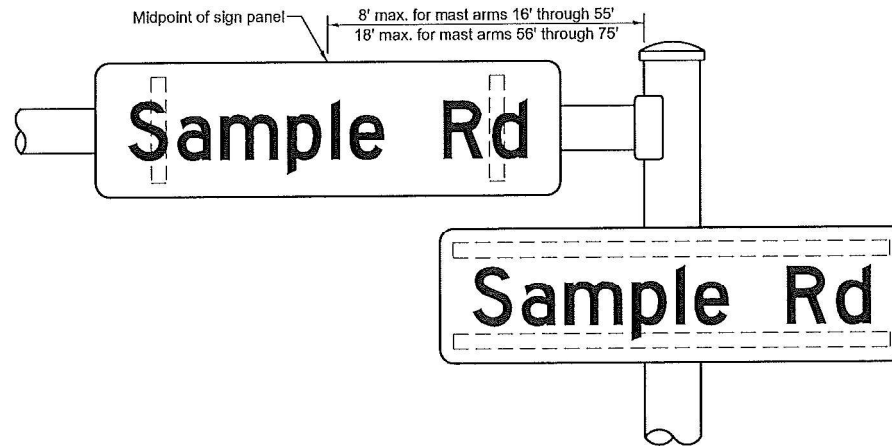 Midpoint of sign panel
8' max. for mast arms 16' through 55'
18' max. for mast arms 56' through 75'
Sample Rd
Sample Rd